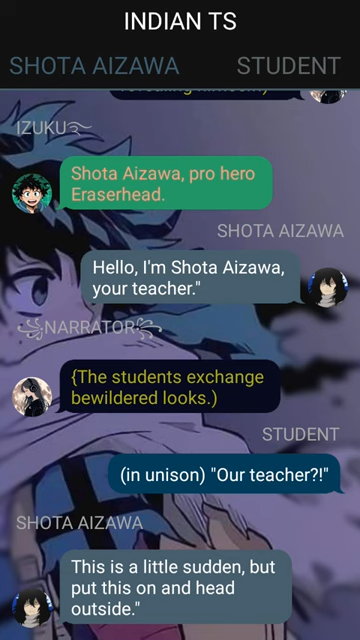 INDIAN TS
SHOTA AIZAWA STUDENT
IZUKU
Shota Aizawa, pro hero
Eraserhead.
SHOTA AIZAWA
Hello, I'm Shota Aizawa,
your teacher."
꧁NARRATOR꧂
{The students exchange
bewildered looks.)
STUDENT
(in unison) "Our teacher?!"
SHOTA AIZAWA
This is a little sudden, but
put this on and head
outside."